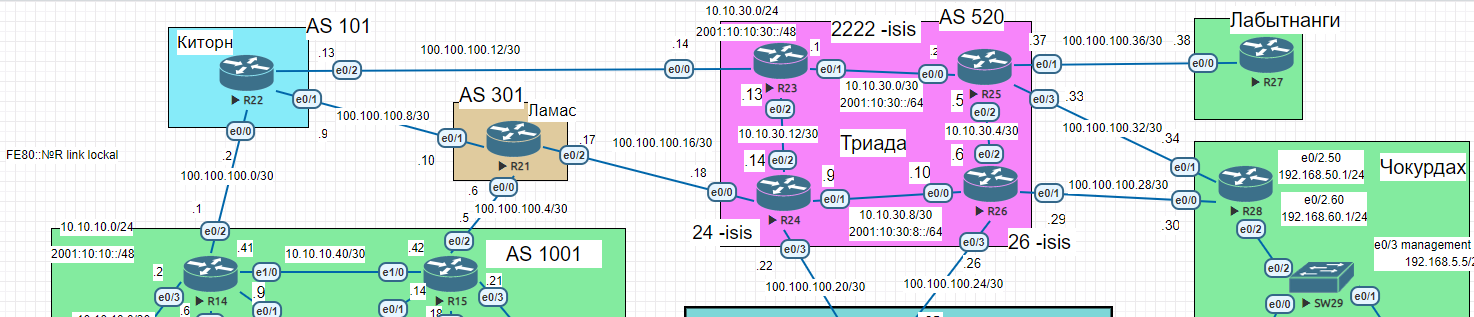 AS 101
Киторн
.13
100.100.100.12/30
.14
e0/2
e0/0
R22
e0/1
.9
100.100.100.8/30
e0/0
.2
100.100.100.0/30
.1
FE80::№R link lockal
AS 301
Ламас
.17
100.100.100.16/30
.18
e0/1
.10
R21
e0/2
e0/0
.6
100.100.100.4/30
.5
10.10.30.0/24
2001:10:10:30::/48
2222 -isis
AS 520
.1
.2
R23
e0/1
e0/0
R25
10.10.30.0/30
2001:10:30::/64
.13
e0/2
10.10.30.12/30
.14
e0/2
Триада
.5
e0/2
10.10.30.4/30
.6
e0/2
.9
.10
e0/0
R24
e0/1
e0/0
R26
10.10.30.8/30
2001:10:30:8::/64
24 -isis
26 -isis
e0/3
.22
100.100.100.20/30
e0/3
.26
100.100.100.24/30
.37
100.100.100.36/30
.38
e0/1
e0/0
Лабытнанги
R27
e0/3
.33
100.100.100.32/30
.34
e0/1
e0/1
100.100.100.28/30
e0/0
.29
.30
R28
e0/2.50
192.168.50.1/24
Чокурдах
e0/2.60
192.168.60.1/24
e0/2
e0/3 management
192.168.5.5/2
e0/2
SW29
e0/0
e0/1
10.10.10.0/24
2001:10:10::/48
AS 1001
e0/2
.41
10.10.10.40/30
.42
e0/2
.2
e1/0
e1/0
R14
R15
e0/3
.9
.6
e0/1
.14
e0/1
.18
.21
e0/3